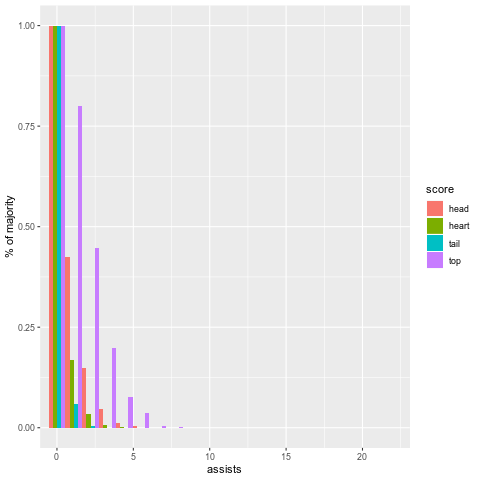 1.00
0.75
0.50
0.25
0.00
% of majority
0 5 10 15 20
assists
score
head
heart
tail
top